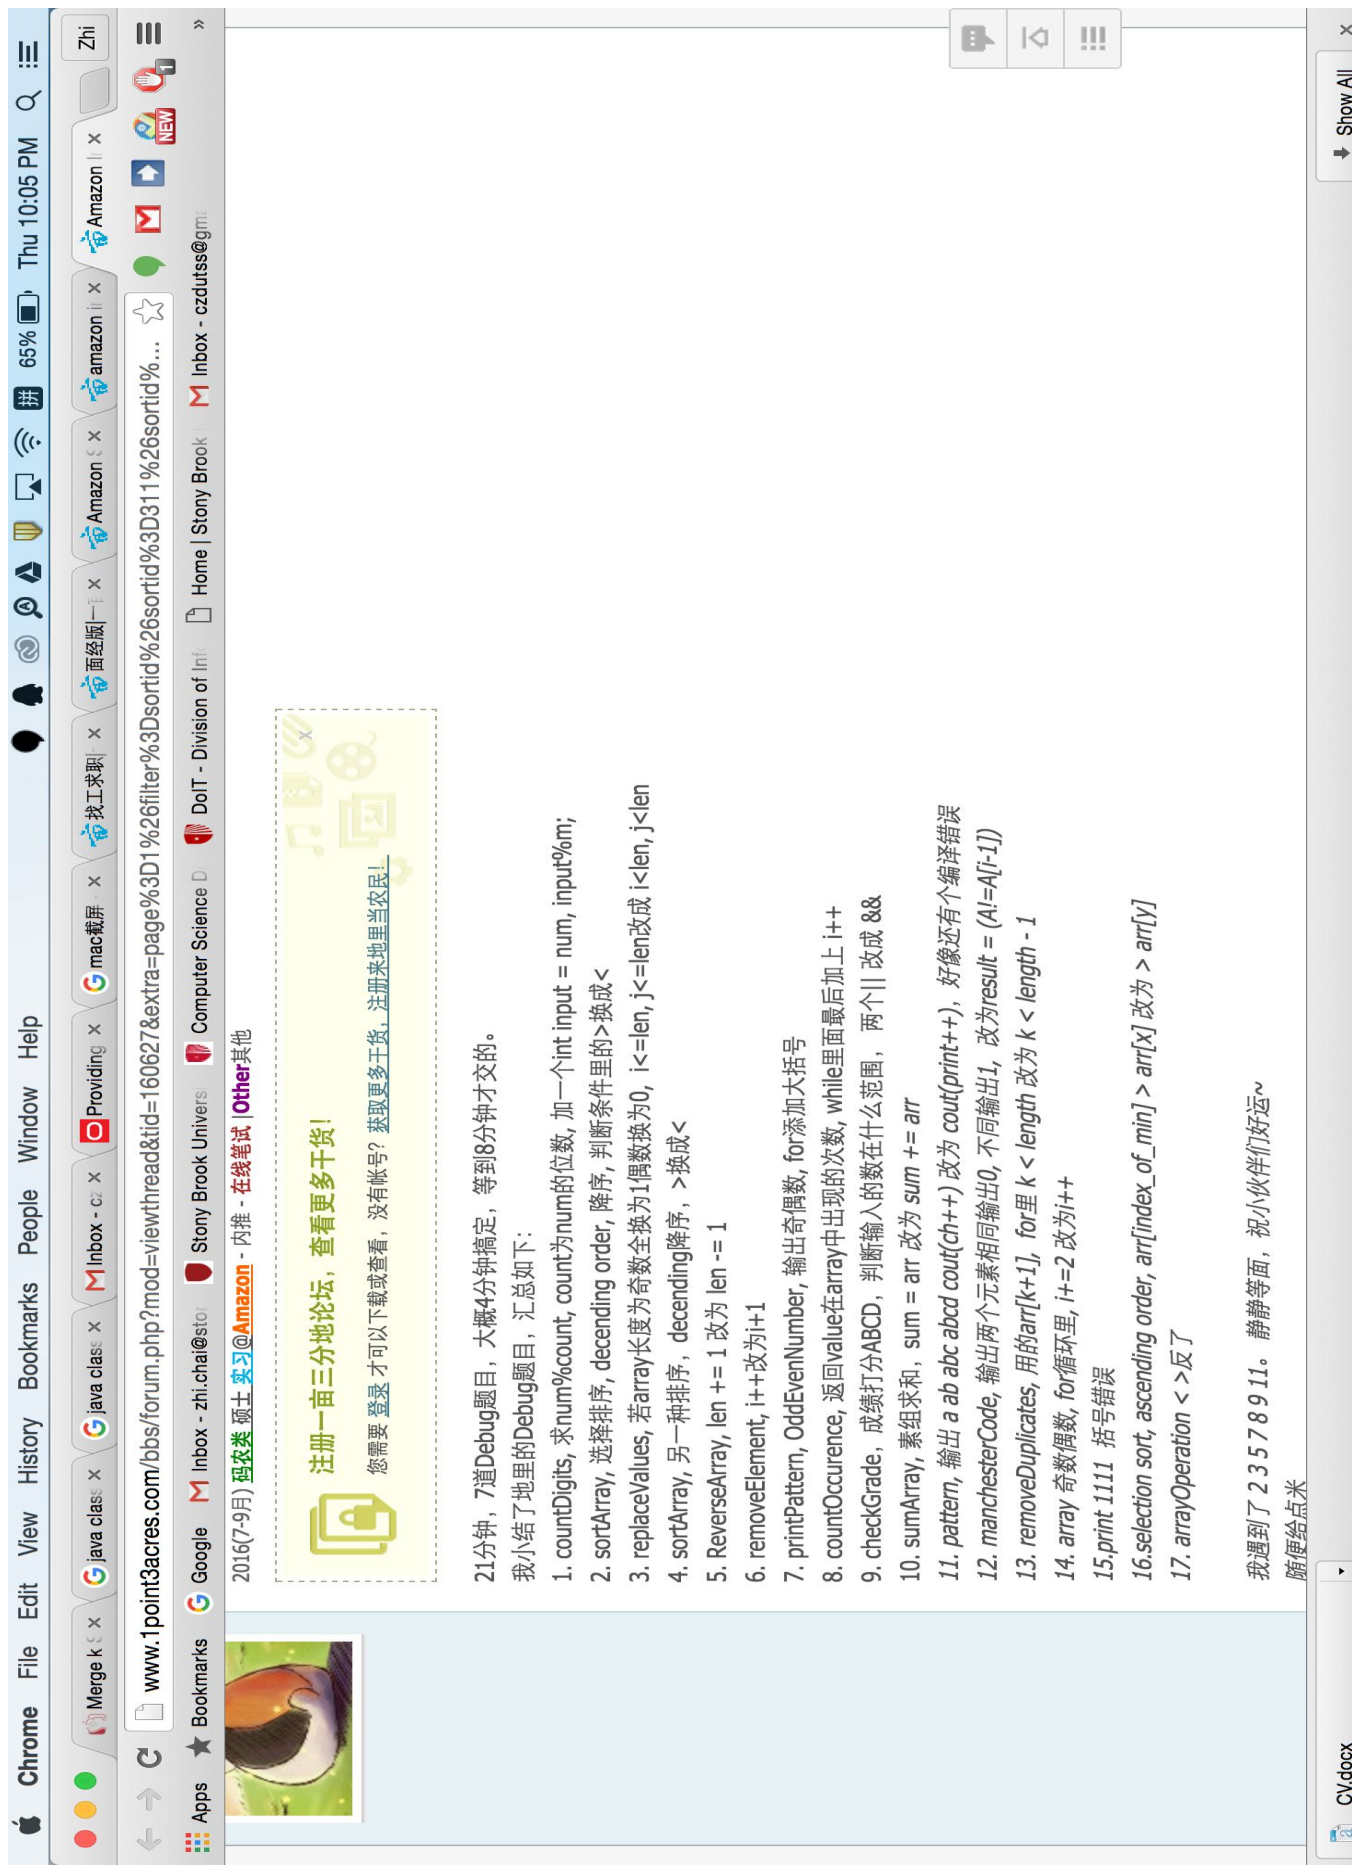 Chrome File Edit View History Bookmarks People Window Help 65% 拼 Thu 10:05 PM
Merge k S java class java class Inbox - cz Providing mac截屏 - 找工求职|- 面经版|一 Amazon S amazon in Amazon I Zhi
www.1point3acres.com/bbs/forum.php?mod=viewthread&tid=160627&extra=page%3D1%26filter%3Dsortid%26sortid%3D311%26sortid%... NEW 1
Apps Bookmarks Google Inbox - zhi.chai@stor Stony Brook Universi Computer Science D DoIT - Division of Inf Home | Stony Brook Inbox - czdutss@gma »
2016(7-9月) 码农类 硕士 实习@Amazon - 内推 - 在线笔试 |Other其他
注册一亩三分地论坛，查看更多干货!
x
您需要 登录 才可以下载或查看，没有帐号？获取更多干货，注册来地里当农民！
21分钟，7道Debug题目，大概4分钟搞定，等到8分钟才交的。
我小结了地里的Debug题目，汇总如下：
1. countDigits, 求num%count, count为num的位数, 加一个int input = num, input%m;
2. sortArray, 选择排序, decending order, 降序, 判断条件里的>换成<
3. replaceValues, 若array长度为奇数全换为1偶数换为0, i<=len, j<=len改成 i<len, j<len
4. sortArray, 另一种排序，decending降序，>换成<
5. ReverseArray, len += 1 改为 len -= 1
6. removeElement, i++改为i+1
7. printPattern, OddEvenNumber, 输出奇偶数, for添加大括号
8. countOccurence, 返回value在array中出现的次数, while里面最后加上 i++
9. checkGrade，成绩打分ABCD，判断输入的数在什么范围，两个|| 改成 &&
10. sumArray, 素组求和，sum = arr 改为 sum += arr
11. pattern, 输出 a ab abc abcd cout(ch++) 改为 cout(print++)，好像还有个编译错误
12. manchesterCode, 输出两个元素相同输出0, 不同输出1, 改为result = (A!=A[i-1])
13. removeDuplicates, 用的arr[k+1], for里 k < length 改为 k < length - 1
14. array 奇数偶数, for循环里, i+=2 改为i++
15.print 1111 括号错误
16.selection sort, ascending order, arr[index_of_min] > arr[x] 改为 > arr[y]
17. arrayOperation < >反了
我遇到了 2 3 5 7 8 9 11。 静静等面，祝小伙伴们好运~
随便给点米
CV.docx Show All